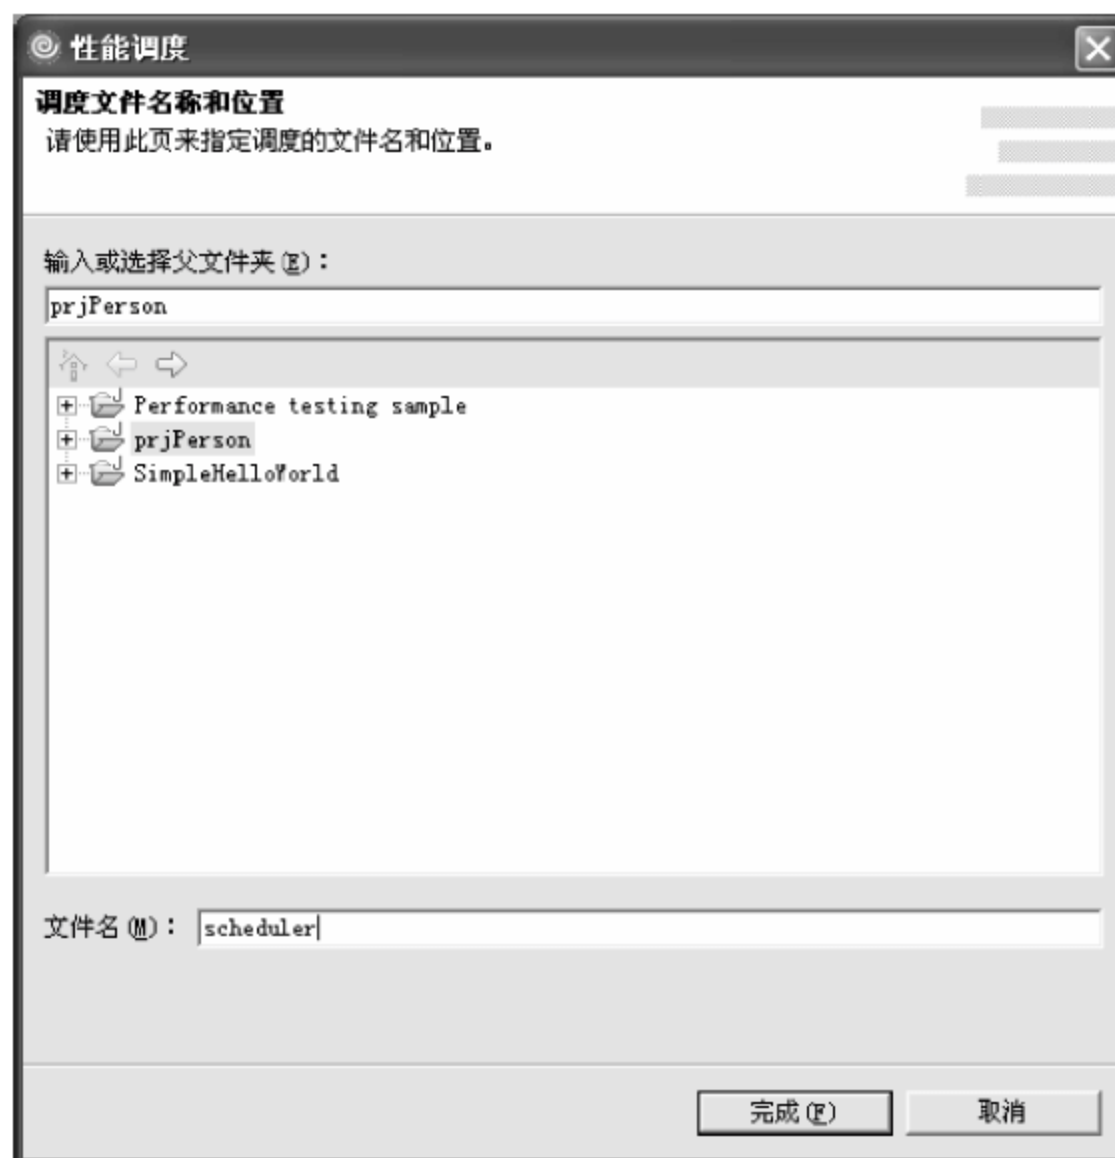 性能调度
调度文件名称和位置
请使用此页来指定调度的文件名和位置。
输入或选择父文件夹(E)：
prjPerson
Performance testing sample
prjPerson
SimpleHelloWorld
文件名(M)： scheduler
完成(F) 取消